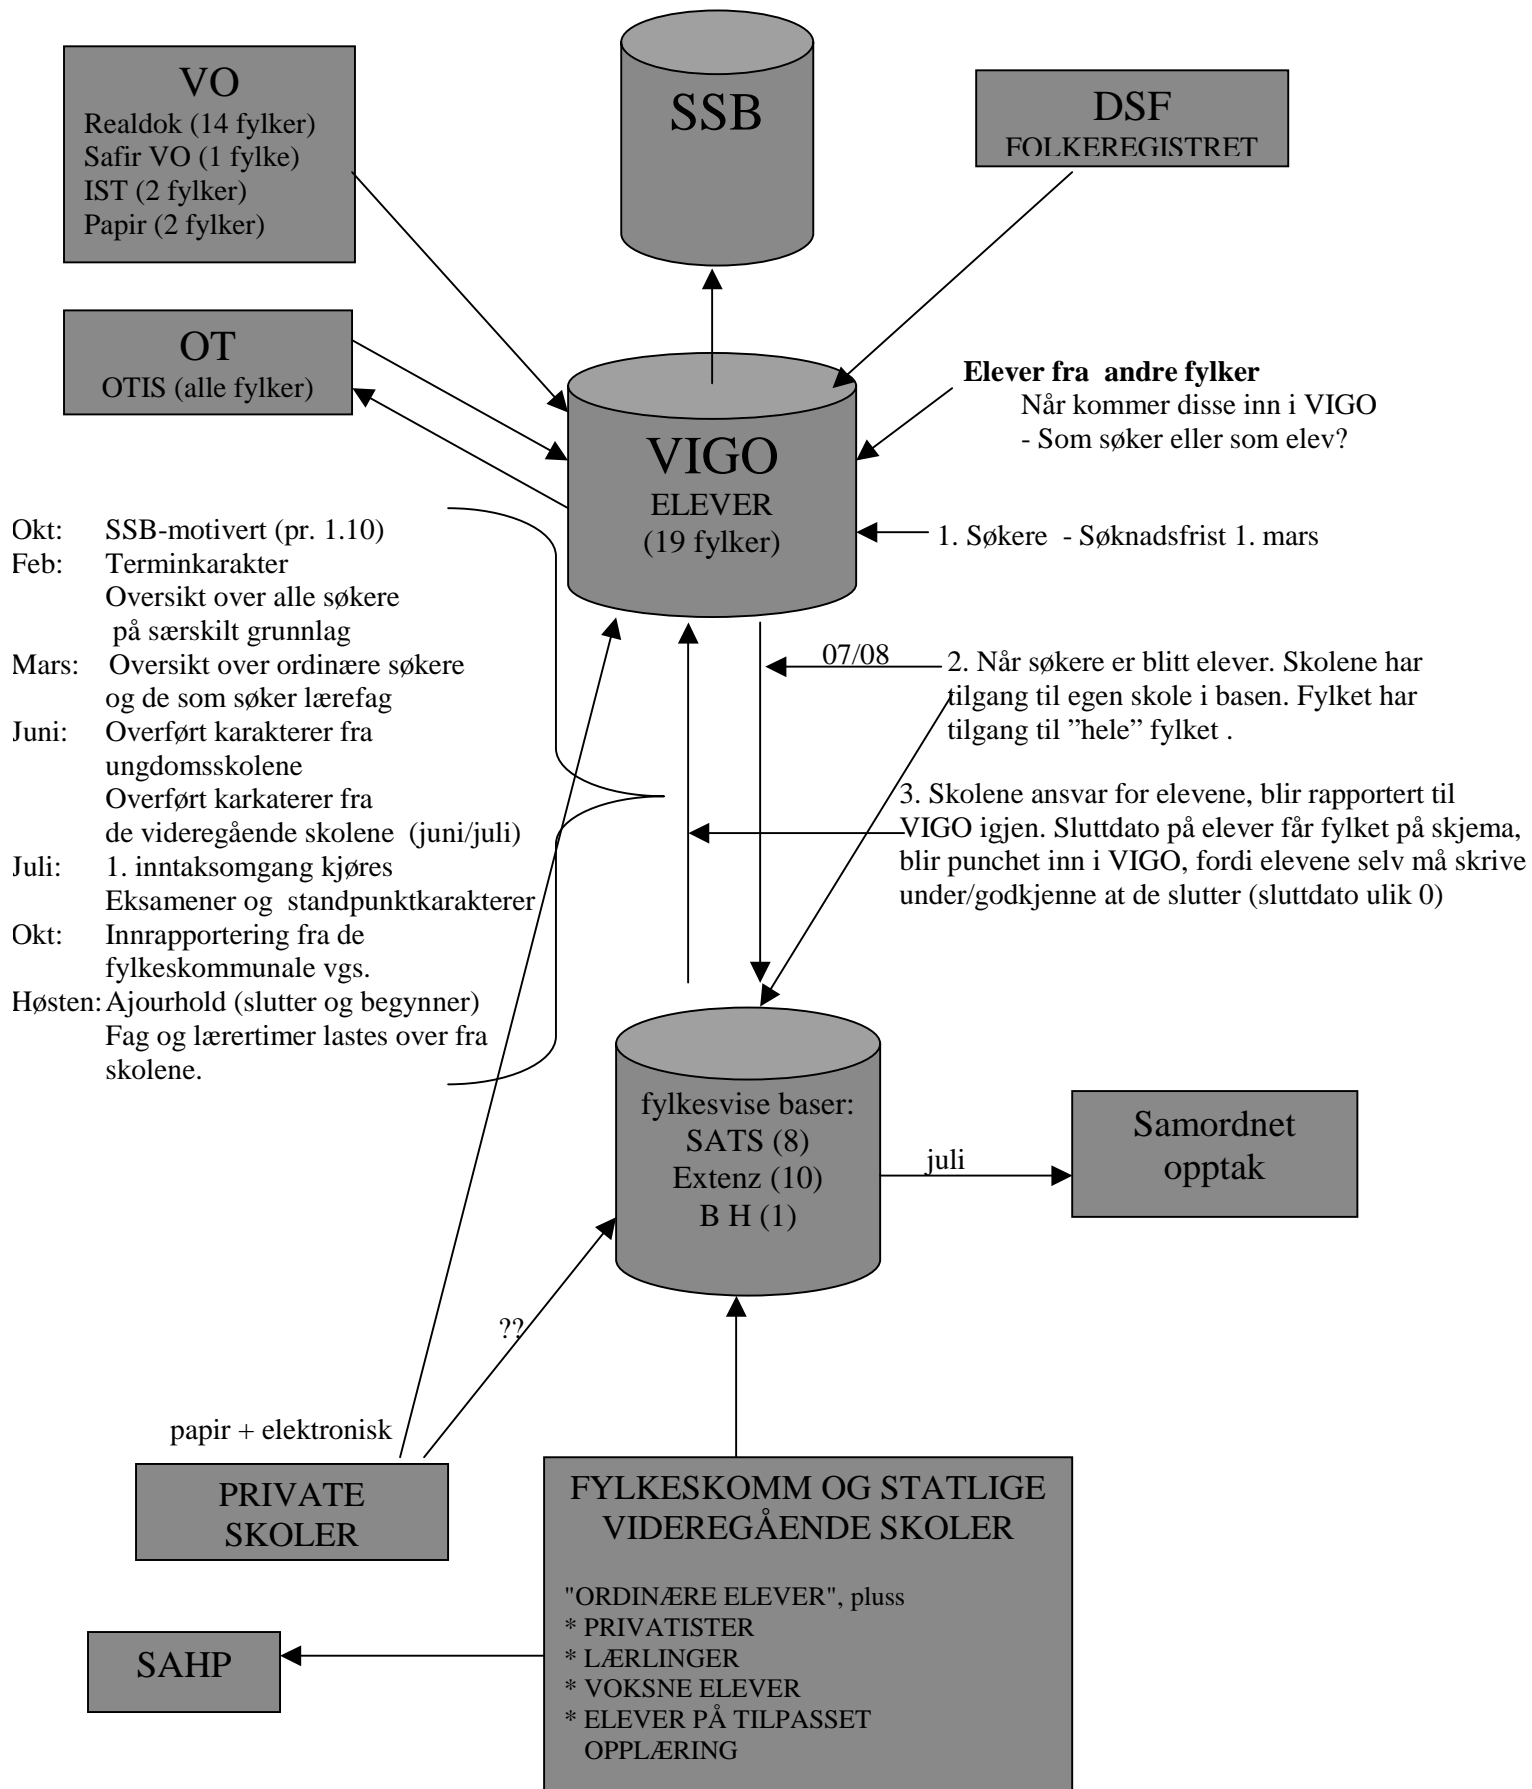 VO
Realdok (14 fylker)
Safir VO (1 fylke)
IST (2 fylker)
Papir (2 fylker)
SSB
DSF
FOLKEREGISTRET
OT
OTIS (alle fylker)
VIGO
ELEVER
(19 fylker)
Elever fra andre fylker
Når kommer disse inn i VIGO
- Som søker eller som elev?
1. Søkere - Søknadsfrist 1. mars
Okt: SSB-motivert (pr. 1.10)
Feb: Terminkarakter
Oversikt over alle søkere
på særskilt grunnlag
Mars: Oversikt over ordinære søkere
og de som søker lærefag
Juni: Overført karakterer fra
ungdomsskolene
Overført karkaterer fra
de videregående skolene (juni/juli)
Juli: 1. inntaksomgang kjøres
Eksamener og standpunktkarakterer
Okt: Innrapportering fra de
fylkeskommunale vgs.
Høsten: Ajourhold (slutter og begynner)
Fag og lærertimer lastes over fra
skolene.
07/08
2. Når søkere er blitt elever. Skolene har
tilgang til egen skole i basen. Fylket har
tilgang til ”hele” fylket .
3. Skolene ansvar for elevene, blir rapportert til
VIGO igjen. Sluttdato på elever får fylket på skjema,
blir punchet inn i VIGO, fordi elevene selv må skrive
under/godkjenne at de slutter (sluttdato ulik 0)
fylkesvise baser:
SATS (8)
Extenz (10)
B H (1)
juli
Samordnet
opptak
??
papir + elektronisk
PRIVATE
SKOLER
FYLKESKOMM OG STATLIGE
VIDEREGÅENDE SKOLER
"ORDINÆRE ELEVER", pluss
* PRIVATISTER
* LÆRLINGER
* VOKSNE ELEVER
* ELEVER PÅ TILPASSET
OPPLÆRING
SAHP